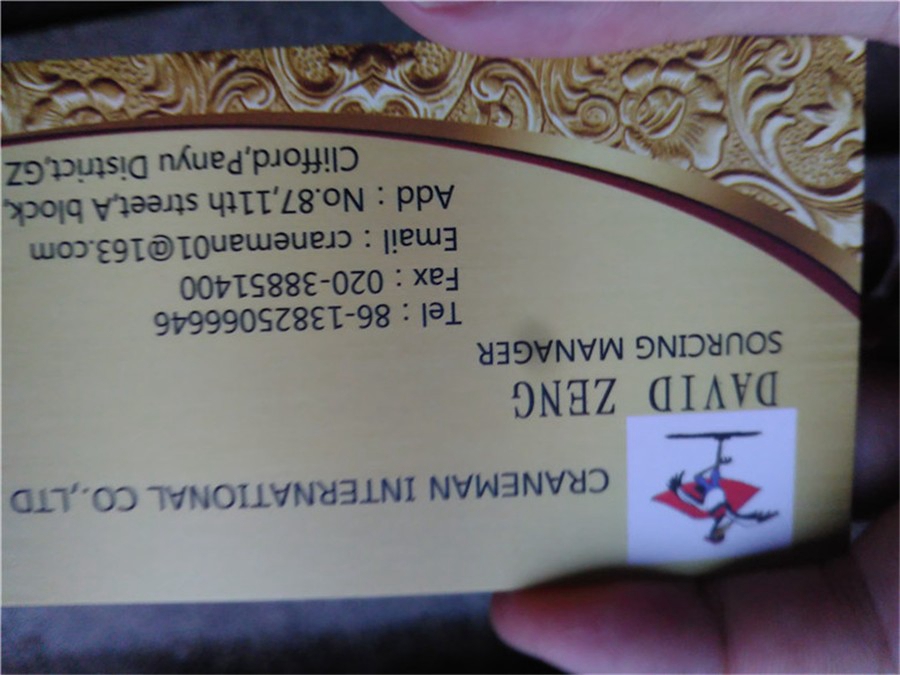 CRANEMAN INTERNATIONAL CO.,LTD
DAVID ZENG
SOURCING MANAGER
Tel : 86-13825066646
Fax : 020-38851400
Email : craneman01@163.com
Add : No.87,11th street,A block,
Clifford,Panyu District,GZ